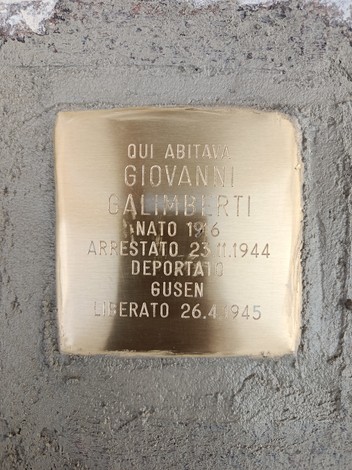 QUI ABITAVA
GIOVANNI
GALIMBERTI
NATO 1916
ARRESTATO 23.11.1944
DEPORTATO
GUSEN
LIBERATO 26.4.1945